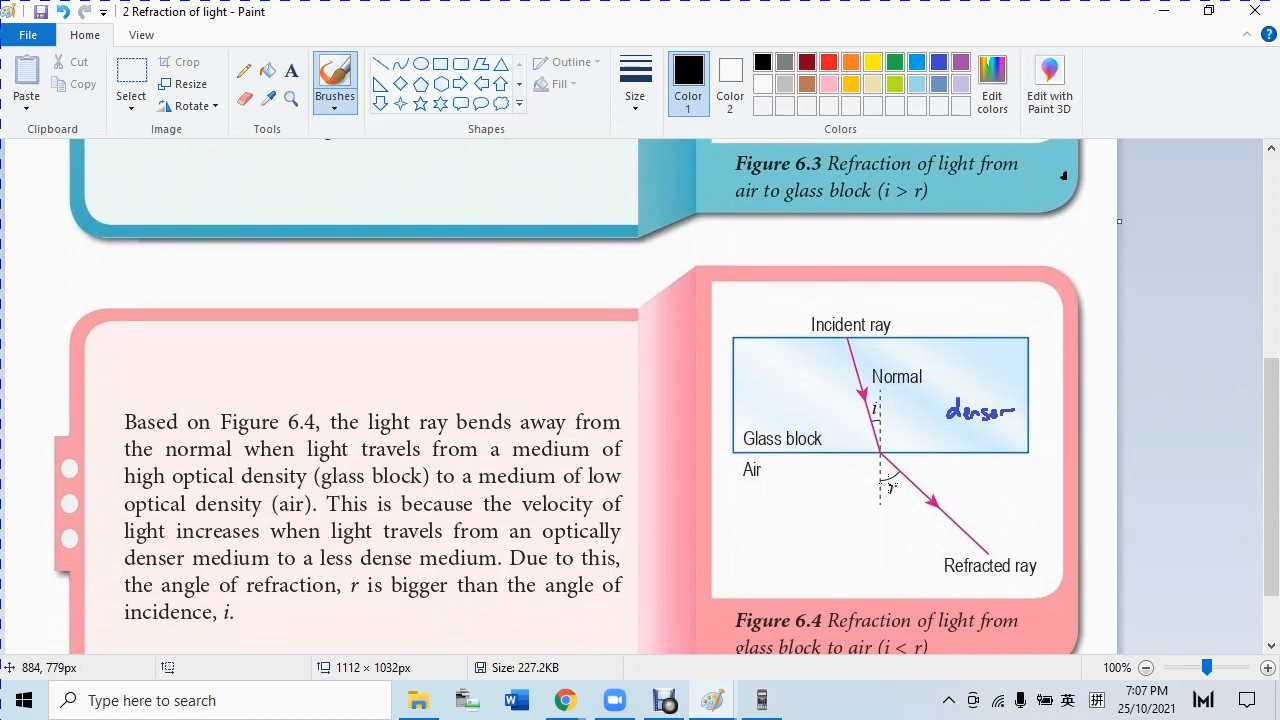 2 Refraction of light - Paint
File
Home
View
Paste
Cut
Copy
Clipboard
Select
Crop
Resize
Rotate
Image
A
Tools
Brushes
Shapes
Outline
Fill
Size
Color 1
Color 2
Edit colors
Colors
Edit with Paint 3D
Figure 6.3 Refraction of light from
air to glass block (i > r)
Based on Figure 6.4, the light ray bends away from
the normal when light travels from a medium of
high optical density (glass block) to a medium of low
optical density (air). This is because the velocity of
light increases when light travels from an optically
denser medium to a less dense medium. Due to this,
the angle of refraction, r is bigger than the angle of
incidence, i.
Incident ray
Normal
i
denser
Glass block
Air
r
Refracted ray
Figure 6.4 Refraction of light from
glass block to air (i < r)
884, 779px
1112 × 1032px
Size: 227.2KB
100%
Type here to search
英
拼
7:07 PM
25/10/2021